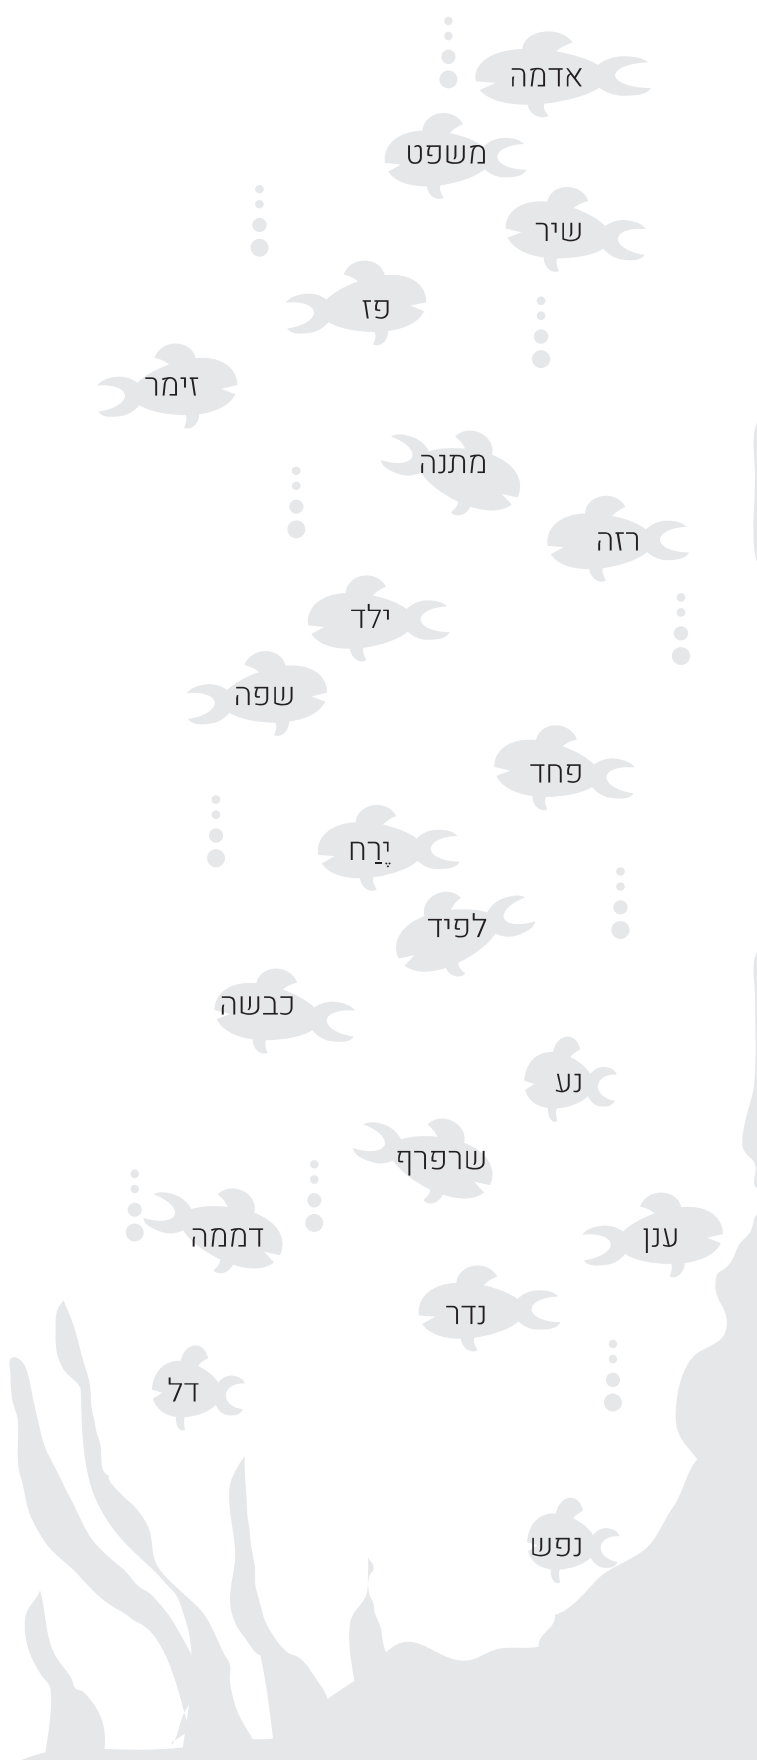 אדמה
משפט
שיר
פז
זימר
מתנה
רזה
ילד
שפה
פחד
יֶרַח
לפיד
כבשה
נע
שרפרף
ענן
דממה
נדר
דל
נפש